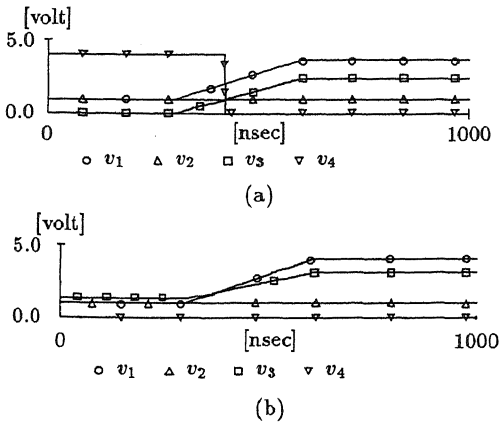 [volt]
5.0
0.0
0 [nsec] 1000
v₁ v₂ v₃ v₄
(a)
[volt]
5.0
0.0
0 [nsec] 1000
v₁ v₂ v₃ v₄
(b)